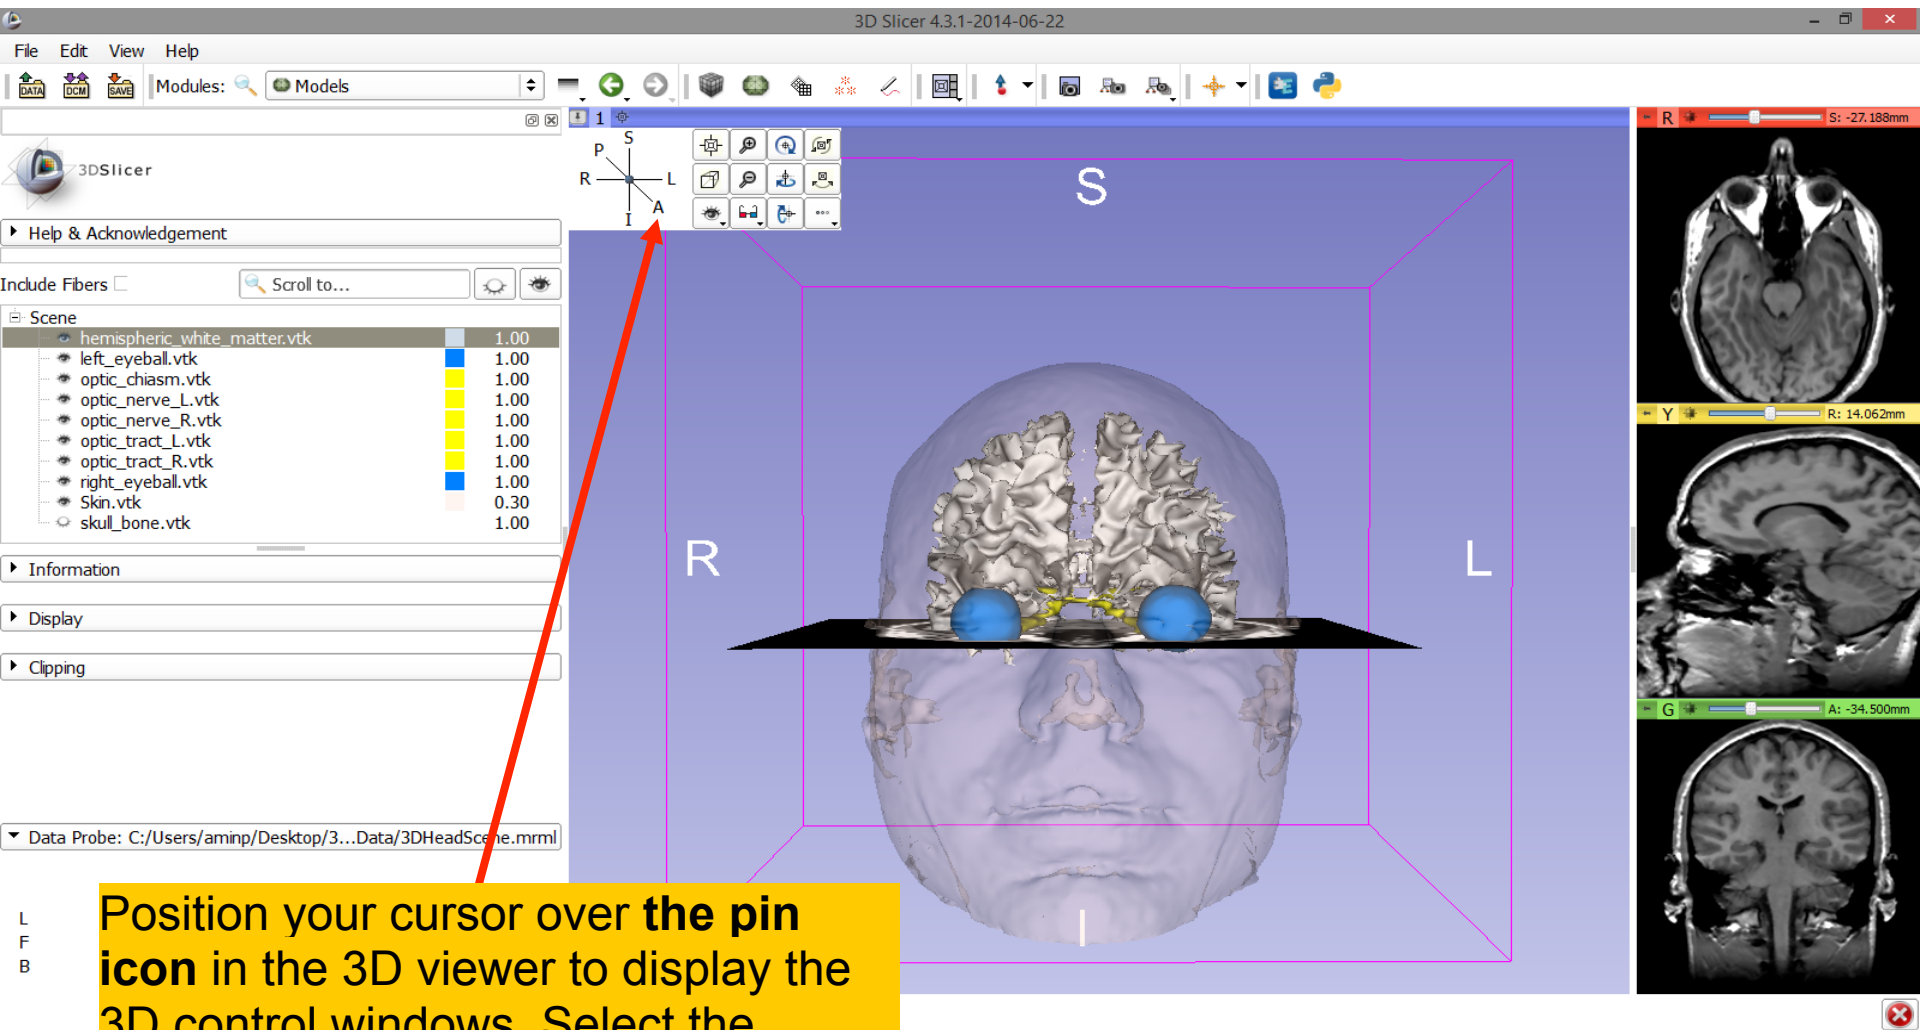 3D Slicer 4.3.1-2014-06-22
File Edit View Help
DATA DCM SAVE Modules: Models
1
3DSlicer
Help & Acknowledgement
Include Fibers Scroll to...
Scene
hemispheric_white_matter.vtk 1.00
left_eyeball.vtk 1.00
optic_chiasm.vtk 1.00
optic_nerve_L.vtk 1.00
optic_nerve_R.vtk 1.00
optic_tract_L.vtk 1.00
optic_tract_R.vtk 1.00
right_eyeball.vtk 1.00
Skin.vtk 0.30
skull_bone.vtk 1.00
Information
Display
Clipping
Data Probe: C:/Users/aminp/Desktop/3...Data/3DHeadScene.mrml
L
F
B
S
P
R L
A
I
S
R L
I
R S: -27.188mm
Y R: 14.062mm
G A: -34.500mm
Position your cursor over the pin
icon in the 3D viewer to display the
3D control windows. Select the